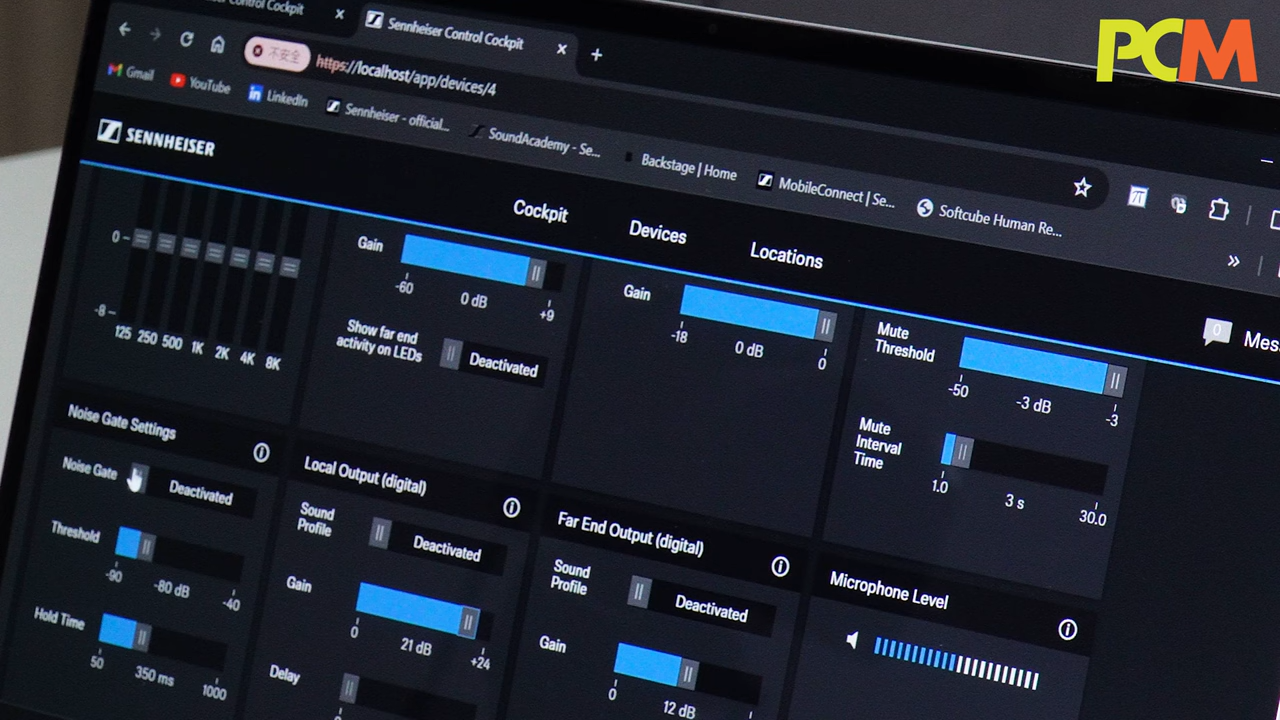 Control Cockpit
Sennheiser Control Cockpit
不安全
https://localhost/app/devices/4
Gmail
YouTube
LinkedIn
Sennheiser - official...
SoundAcademy - Se...
Backstage | Home
MobileConnect | Se...
Softcube Human Re...
PCM
SENNHEISER
Cockpit
Devices
Locations
0
Mess
0
-8
125 250 500 1K 2K 4K 8K
Gain
-60
0 dB
+9
Show far end
activity on LEDs
Deactivated
Gain
-18
0 dB
0
Mute
Threshold
-50
-3 dB
-3
Mute
Interval
Time
1.0
3 s
30.0
Noise Gate Settings
Noise Gate
Deactivated
Threshold
-90
-80 dB
-40
Hold Time
50
350 ms
1000
Local Output (digital)
Sound
Profile
Deactivated
Gain
0
21 dB
+24
Delay
Far End Output (digital)
Sound
Profile
Deactivated
Gain
0
12 dB
Microphone Level